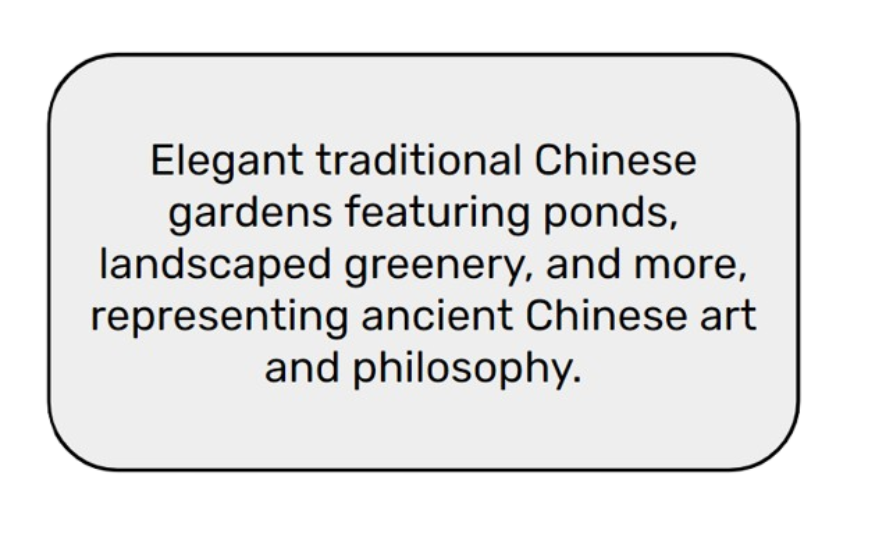 Elegant traditional Chinese
gardens featuring ponds,
landscaped greenery, and more,
representing ancient Chinese art
and philosophy.